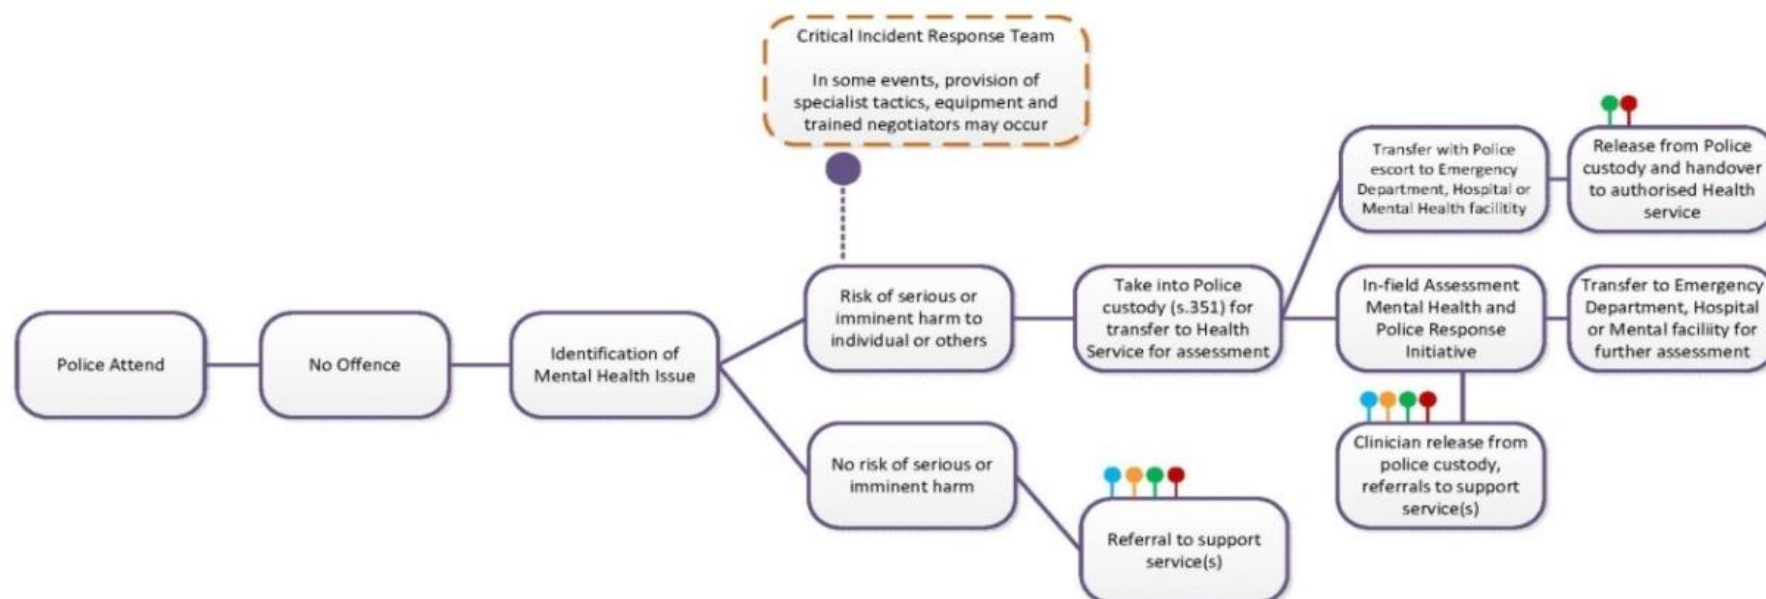 Critical Incident Response Team
In some events, provision of
specialist tactics, equipment and
trained negotiators may occur
Police Attend
No Offence
Identification of
Mental Health Issue
Risk of serious or
imminent harm to
individual or others
No risk of serious or
imminent harm
Take into Police
custody (s.351) for
transfer to Health
Service for assessment
Referral to support
service(s)
Transfer with Police
escort to Emergency
Department, Hospital or
Mental Health facilitity
Release from Police
custody and handover
to authorised Health
service
In-field Assessment
Mental Health and
Police Response
Initiative
Transfer to Emergency
Department, Hospital
or Mental faciliity for
further assessment
Clinician release from
police custody,
referrals to support
service(s)